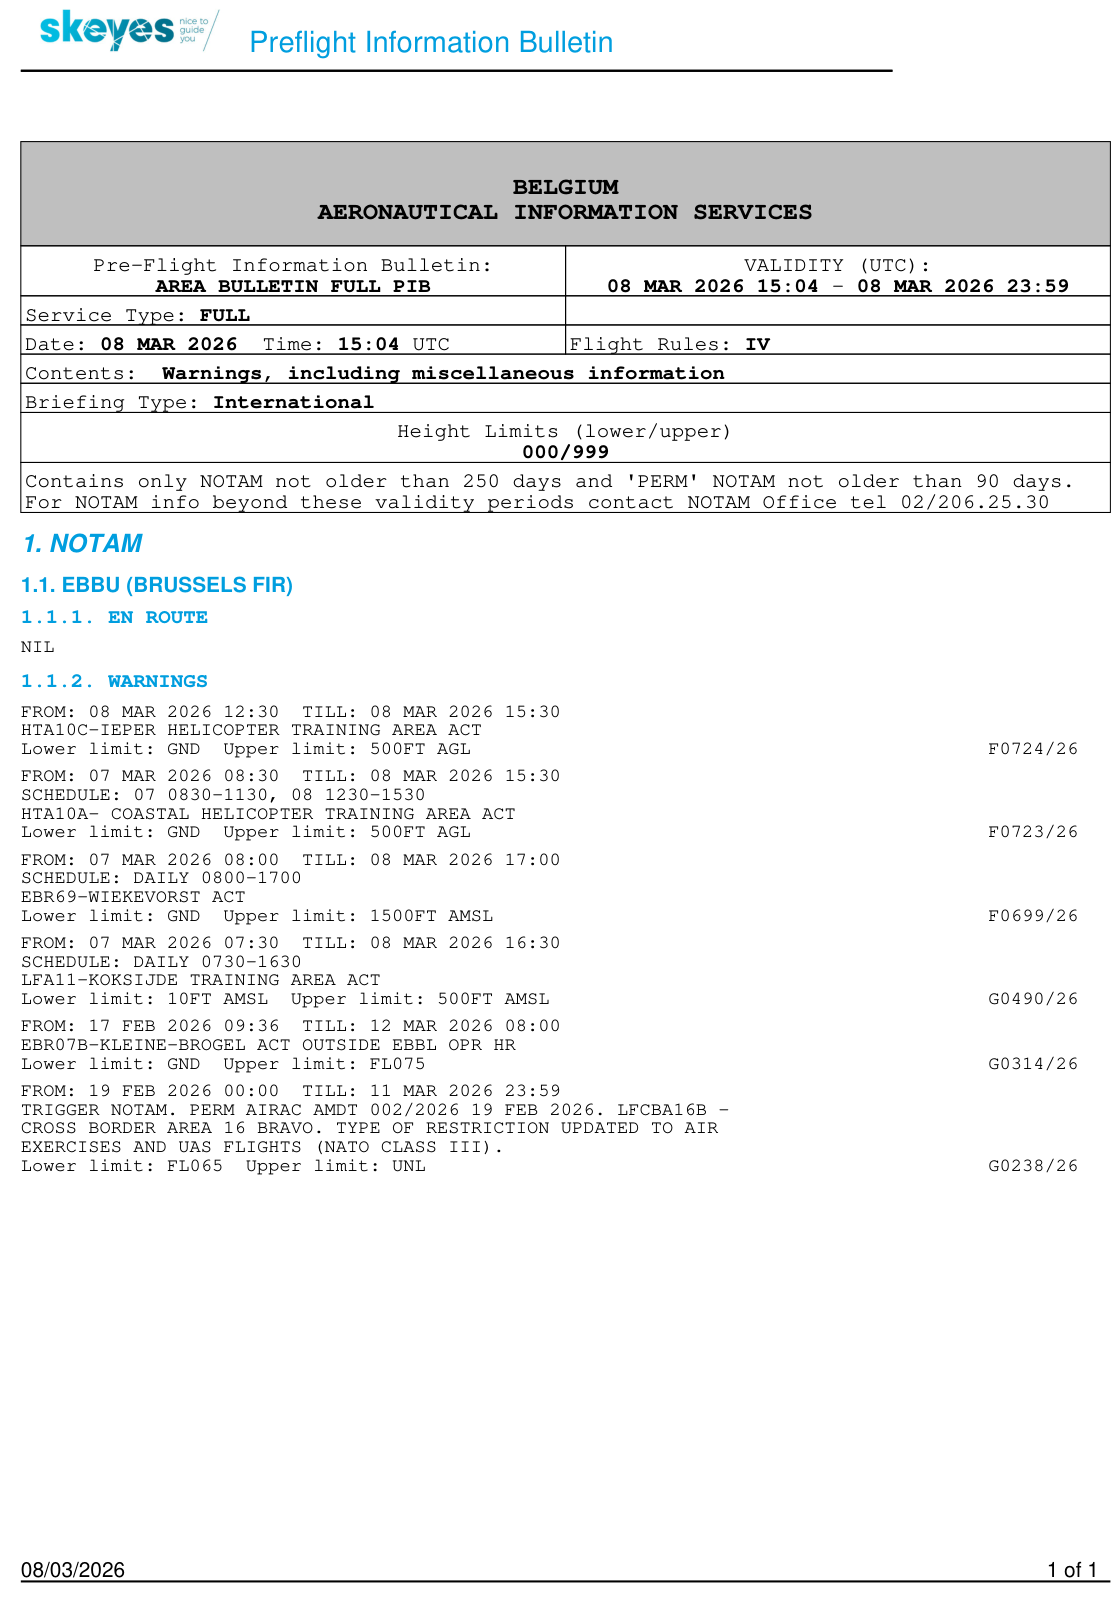 skeyes nice to guide you
Preflight Information Bulletin
BELGIUM
AERONAUTICAL INFORMATION SERVICES
Pre-Flight Information Bulletin:
AREA BULLETIN FULL PIB
VALIDITY (UTC):
08 MAR 2026 15:04 - 08 MAR 2026 23:59
Service Type: FULL
Date: 08 MAR 2026  Time: 15:04 UTC
Flight Rules: IV
Contents:  Warnings, including miscellaneous information
Briefing Type: International
Height Limits (lower/upper)
000/999
Contains only NOTAM not older than 250 days and 'PERM' NOTAM not older than 90 days.
For NOTAM info beyond these validity periods contact NOTAM Office tel 02/206.25.30
1. NOTAM
1.1. EBBU (BRUSSELS FIR)
1.1.1. EN ROUTE
NIL
1.1.2. WARNINGS
FROM: 08 MAR 2026 12:30  TILL: 08 MAR 2026 15:30
HTA10C-IEPER HELICOPTER TRAINING AREA ACT
Lower limit: GND  Upper limit: 500FT AGL F0724/26
FROM: 07 MAR 2026 08:30  TILL: 08 MAR 2026 15:30
SCHEDULE: 07 0830-1130, 08 1230-1530
HTA10A- COASTAL HELICOPTER TRAINING AREA ACT
Lower limit: GND  Upper limit: 500FT AGL F0723/26
FROM: 07 MAR 2026 08:00  TILL: 08 MAR 2026 17:00
SCHEDULE: DAILY 0800-1700
EBR69-WIEKEVORST ACT
Lower limit: GND  Upper limit: 1500FT AMSL F0699/26
FROM: 07 MAR 2026 07:30  TILL: 08 MAR 2026 16:30
SCHEDULE: DAILY 0730-1630
LFA11-KOKSIJDE TRAINING AREA ACT
Lower limit: 10FT AMSL  Upper limit: 500FT AMSL G0490/26
FROM: 17 FEB 2026 09:36  TILL: 12 MAR 2026 08:00
EBR07B-KLEINE-BROGEL ACT OUTSIDE EBBL OPR HR
Lower limit: GND  Upper limit: FL075 G0314/26
FROM: 19 FEB 2026 00:00  TILL: 11 MAR 2026 23:59
TRIGGER NOTAM. PERM AIRAC AMDT 002/2026 19 FEB 2026. LFCBA16B -
CROSS BORDER AREA 16 BRAVO. TYPE OF RESTRICTION UPDATED TO AIR
EXERCISES AND UAS FLIGHTS (NATO CLASS III).
Lower limit: FL065  Upper limit: UNL G0238/26
08/03/2026 1 of 1